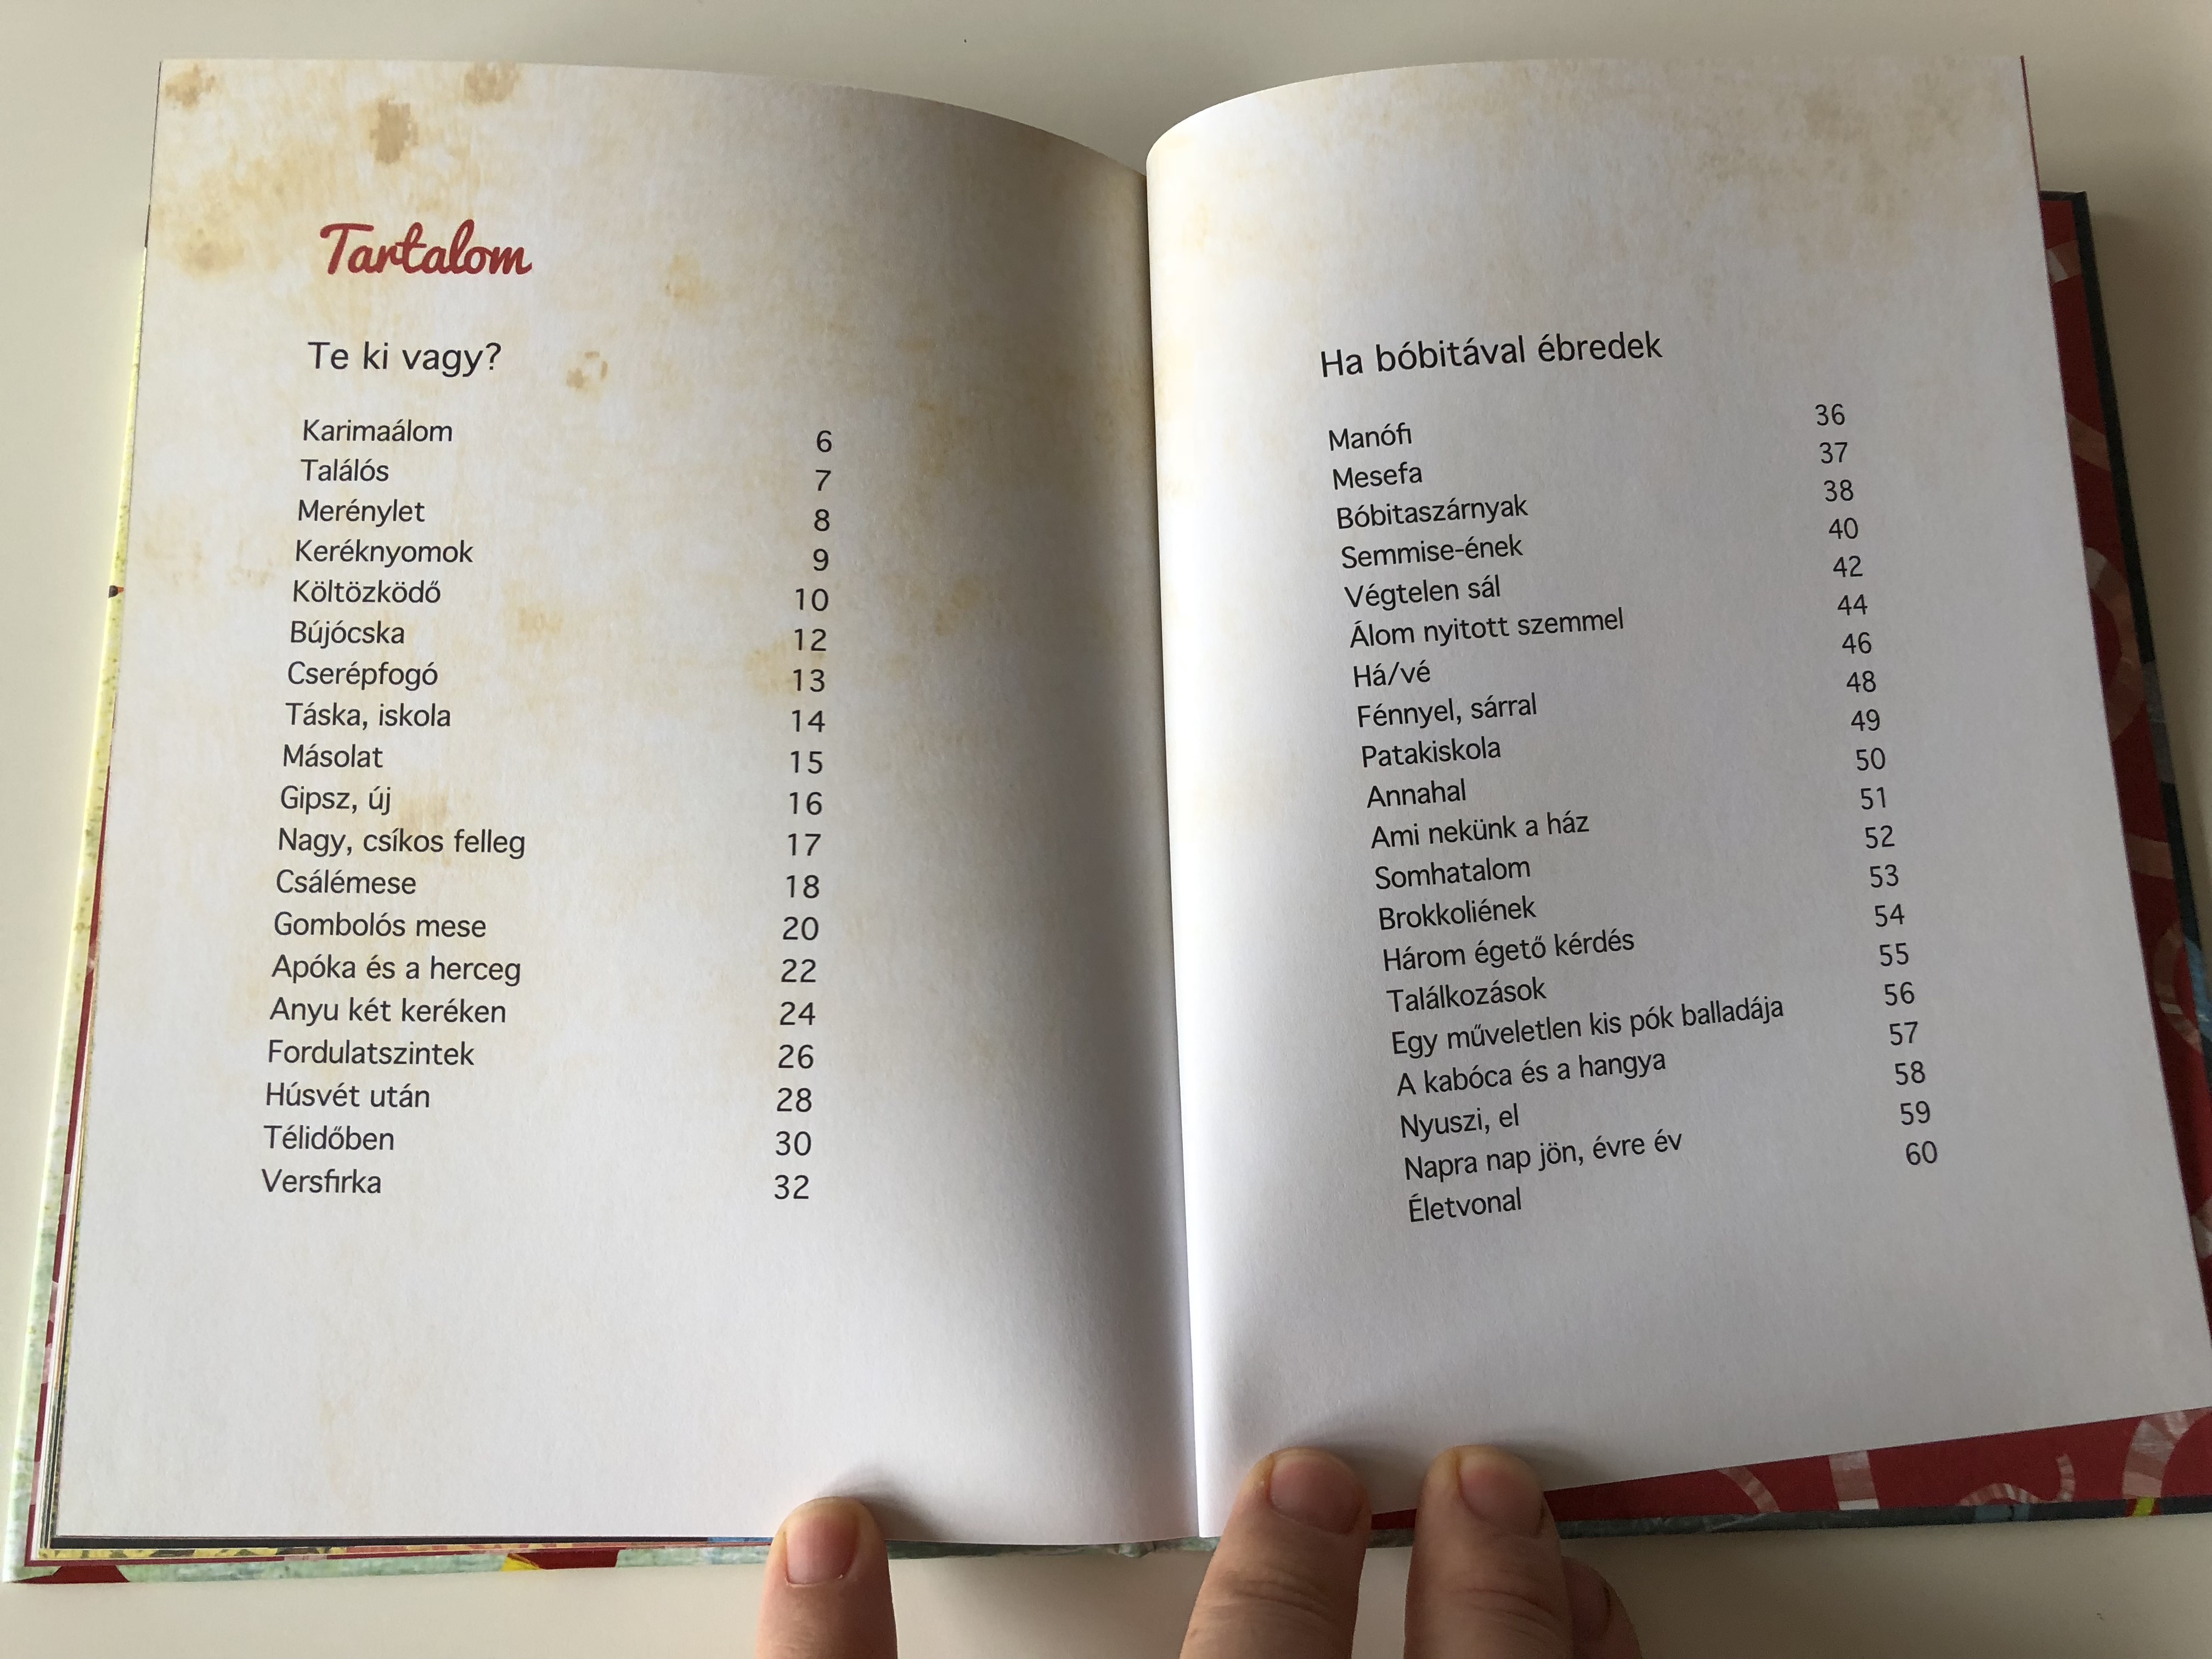 Tartalom
Te ki vagy?
Karimaálom 6
Találós 7
Merénylet 8
Keréknyomok 9
Költözködő 10
Bújócska 12
Cserépfogó 13
Táska, iskola 14
Másolat 15
Gipsz, új 16
Nagy, csíkos felleg 17
Csálémese 18
Gombolós mese 20
Apóka és a herceg 22
Anyu két keréken 24
Fordulatszintek 26
Húsvét után 28
Télidőben 30
Versfirka 32
Ha bóbitával ébredek
Manófi 36
Mesefa 37
Bóbitaszárnyak 38
Semmise-ének 40
Végtelen sál 42
Álom nyitott szemmel 44
Há/vé 46
Fénnyel, sárral 48
Patakiskola 49
Annahal 50
Ami nekünk a ház 51
Somhatalom 52
Brokkoliének 53
Három égető kérdés 54
Találkozások 55
Egy műveletlen kis pók balladája 56
A kabóca és a hangya 57
Nyuszi, el 58
Napra nap jön, évre év 59
Életvonal 60